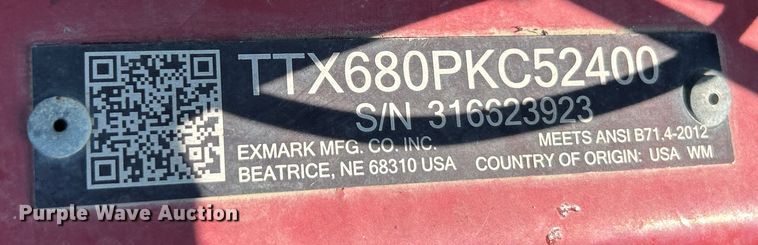 TTX680PKC52400
S/N 316623923
EXMARK MFG. CO. INC.
BEATRICE, NE 68310 USA
MEETS ANSI B71.4-2012
COUNTRY OF ORIGIN: USA WM
Purple Wave Auction